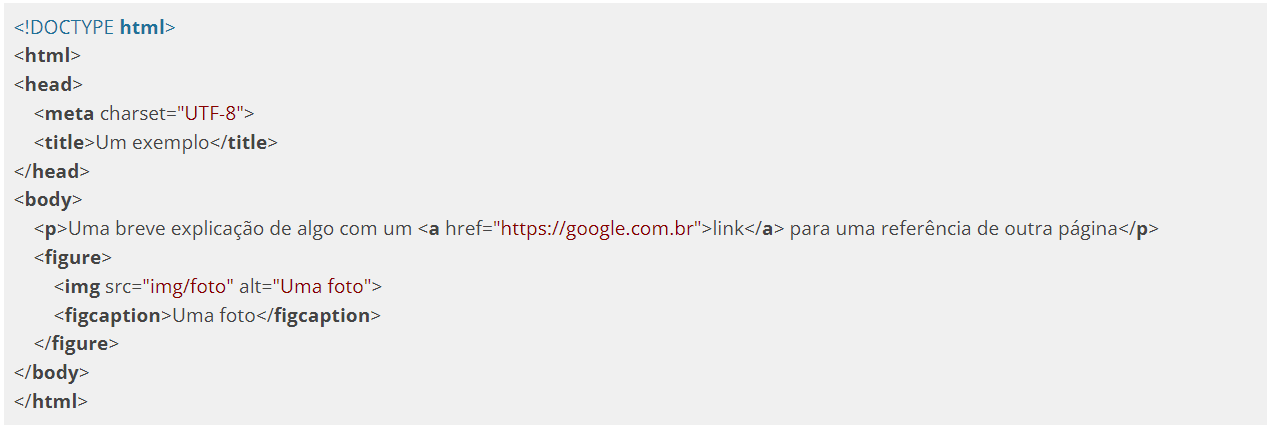 <!DOCTYPE html>
<html>
<head>
    <meta charset="UTF-8">
    <title>Um exemplo</title>
</head>
<body>
    <p>Uma breve explicação de algo com um <a href="https://google.com.br">link</a> para uma referência de outra página</p>
    <figure>
        <img src="img/foto" alt="Uma foto">
        <figcaption>Uma foto</figcaption>
    </figure>
</body>
</html>